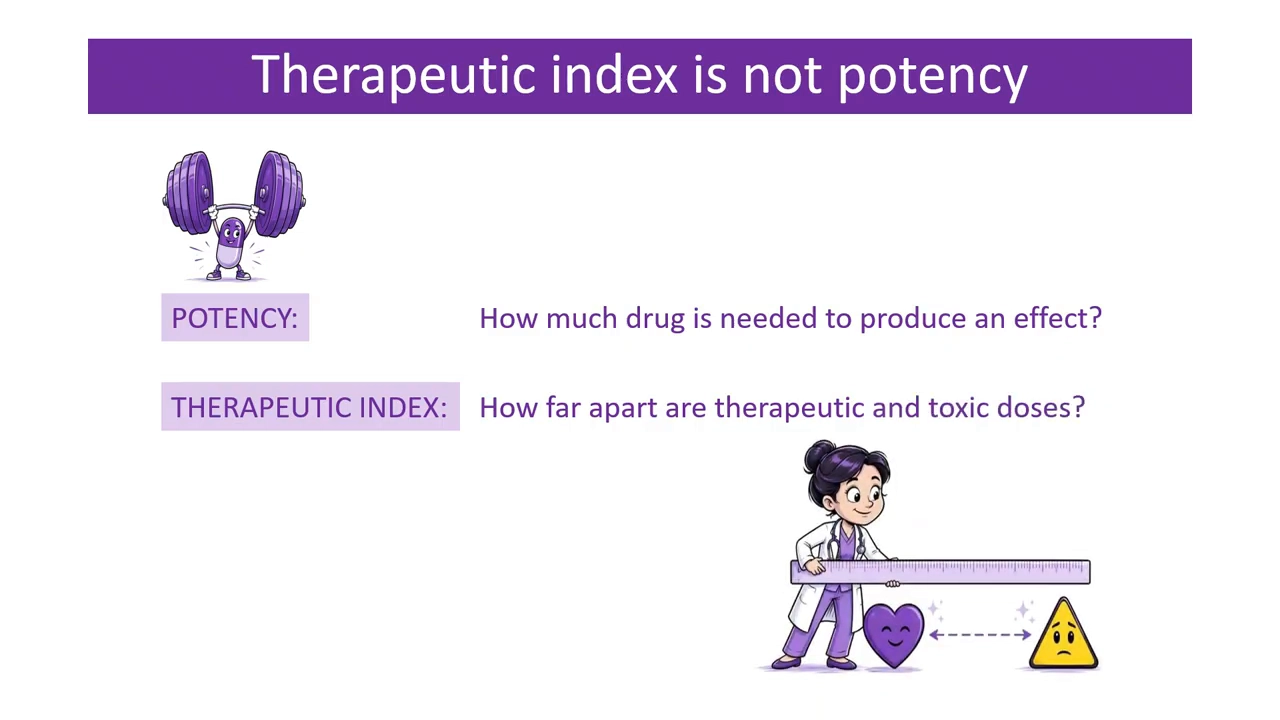 Therapeutic index is not potency
POTENCY: How much drug is needed to produce an effect?
THERAPEUTIC INDEX: How far apart are therapeutic and toxic doses?